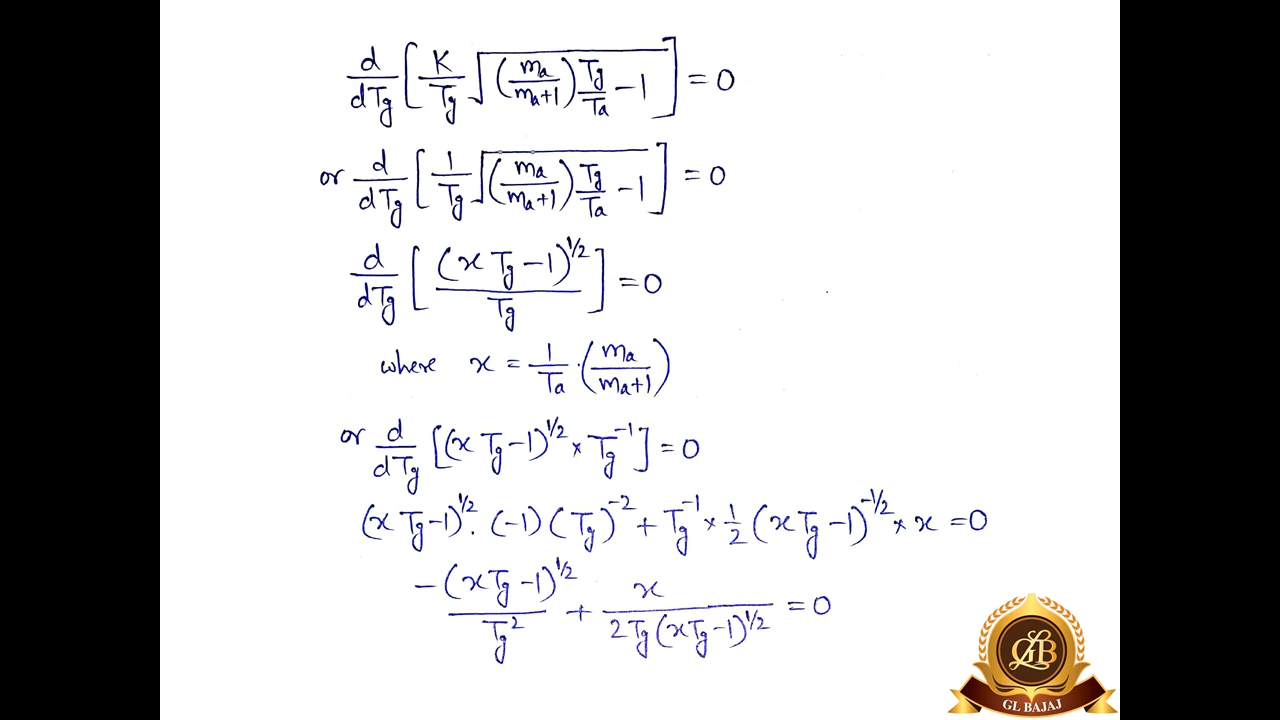 d/dTg [ K/Tg √( (ma/ma+1) Tg/Ta − 1 ) ] = 0
or d/dTg [ 1/Tg √( (ma/ma+1) Tg/Ta − 1 ) ] = 0
d/dTg [ (x Tg − 1)^1/2 / Tg ] = 0
where x = 1/Ta · (ma/ma+1)
or d/dTg [ (x Tg − 1)^1/2 × Tg^−1 ] = 0
(x Tg − 1)^1/2 · (−1) (Tg)^−2 + Tg^−1 × 1/2 (x Tg − 1)^−1/2 × x = 0
−(x Tg − 1)^1/2 / Tg^2 + x / 2 Tg (x Tg − 1)^1/2 = 0
GLB
GL BAJAJ